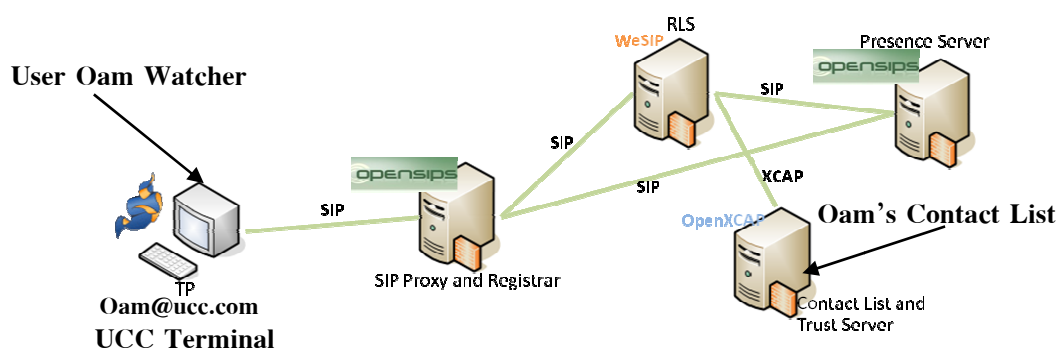 RLS
WeSIP
Presence Server
opensips
User Oam Watcher
SIP
SIP
opensips
SIP
SIP
XCAP
OpenXCAP
Oam's Contact List
SIP Proxy and Registrar
TP
Oam@ucc.com
UCC Terminal
Contact List and
Trust Server